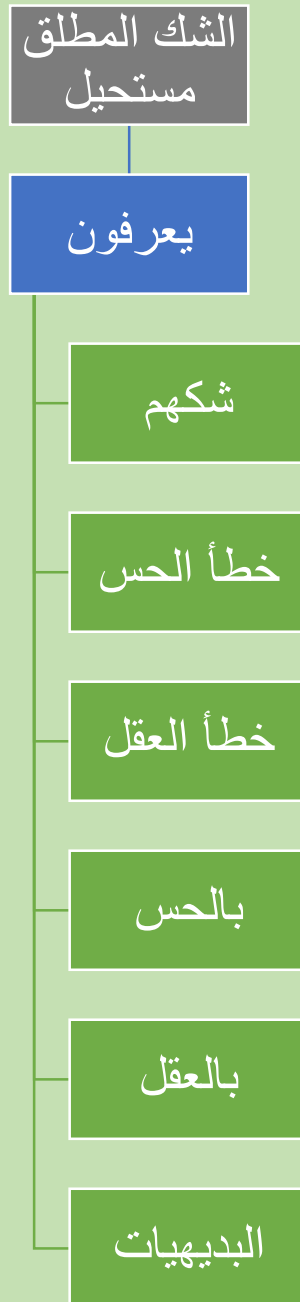 الشك المطلق
مستحيل
يعرفون
شكهم
خطأ الحس
خطأ العقل
بالحس
بالعقل
البديهيات